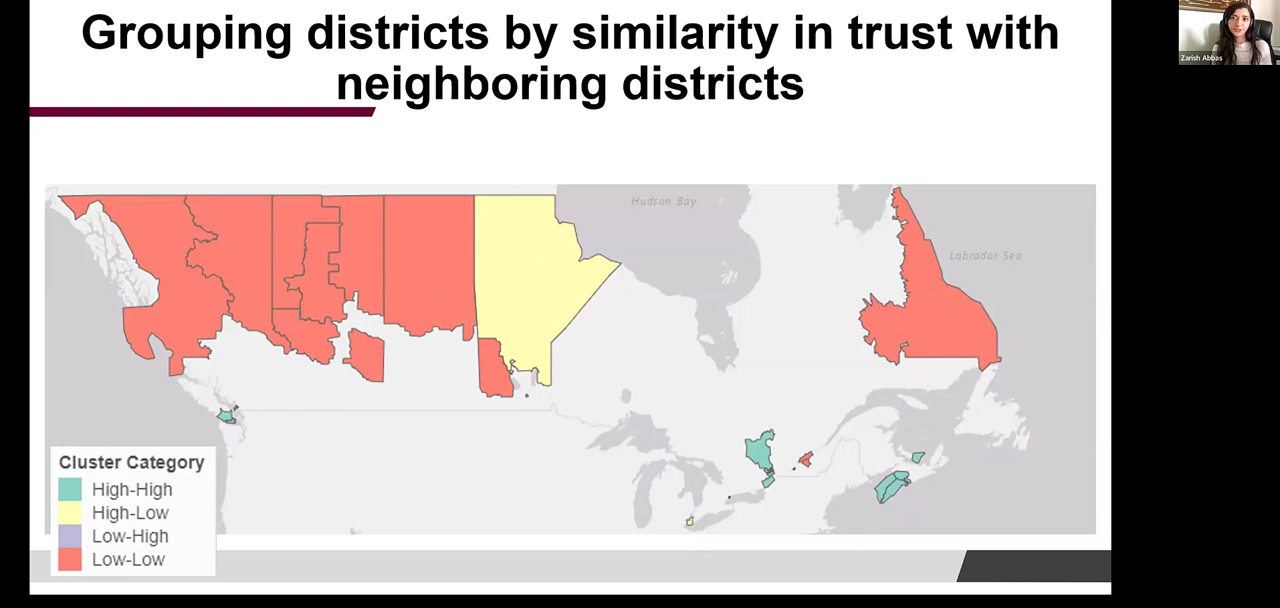 Grouping districts by similarity in trust with
neighboring districts
Zarish Abbas
Hudson Bay
Labrador Sea
Cluster Category
High-High
High-Low
Low-High
Low-Low